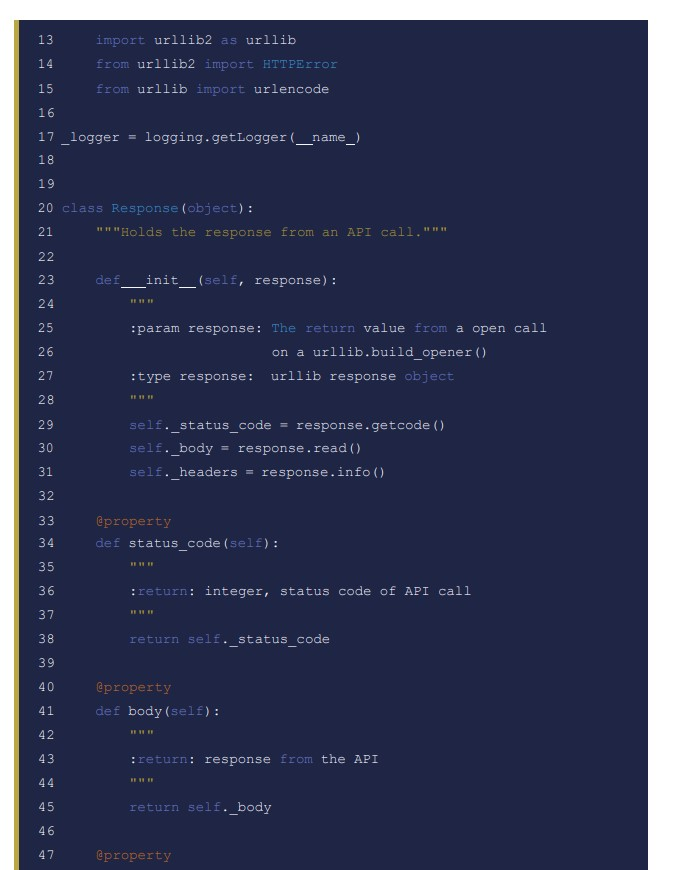 13     import urllib2 as urllib
14     from urllib2 import HTTPError
15     from urllib import urlencode
16
17 _logger = logging.getLogger(__name_)
18
19
20 class Response(object):
21     """Holds the response from an API call."""
22
23     def___init__(self, response):
24         """
25         :param response: The return value from a open call
26                          on a urllib.build_opener()
27         :type response:  urllib response object
28         """
29         self._status_code = response.getcode()
30         self._body = response.read()
31         self._headers = response.info()
32
33     @property
34     def status_code(self):
35         """
36         :return: integer, status code of API call
37         """
38         return self._status_code
39
40     @property
41     def body(self):
42         """
43         :return: response from the API
44         """
45         return self._body
46
47     @property